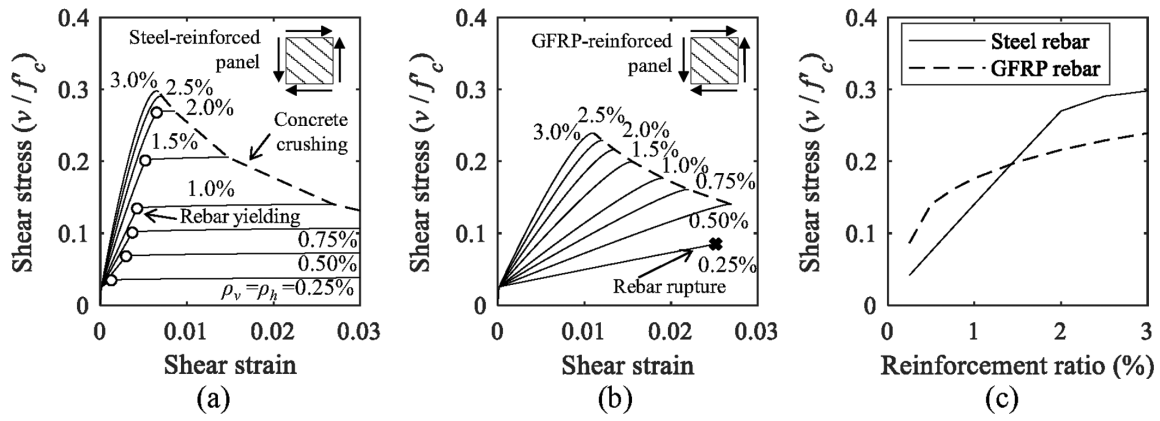 0.4
0.3
0.2
0.1
0
Shear stress (v / f'c)
Steel-reinforced
panel
3.0%
2.5%
2.0%
1.5%
Concrete
crushing
1.0%
Rebar yielding
0.75%
0.50%
ρv =ρh =0.25%
0 0.01 0.02 0.03
Shear strain
(a)
0.4
0.3
0.2
0.1
0
Shear stress (v / f'c)
GFRP-reinforced
panel
2.5%
3.0%
2.0%
1.5%
1.0%
0.75%
0.50%
0.25%
Rebar rupture
0 0.01 0.02 0.03
Shear strain
(b)
0.4
0.3
0.2
0.1
0
Shear stress (v / f'c)
Steel rebar
GFRP rebar
0 1 2 3
Reinforcement ratio (%)
(c)